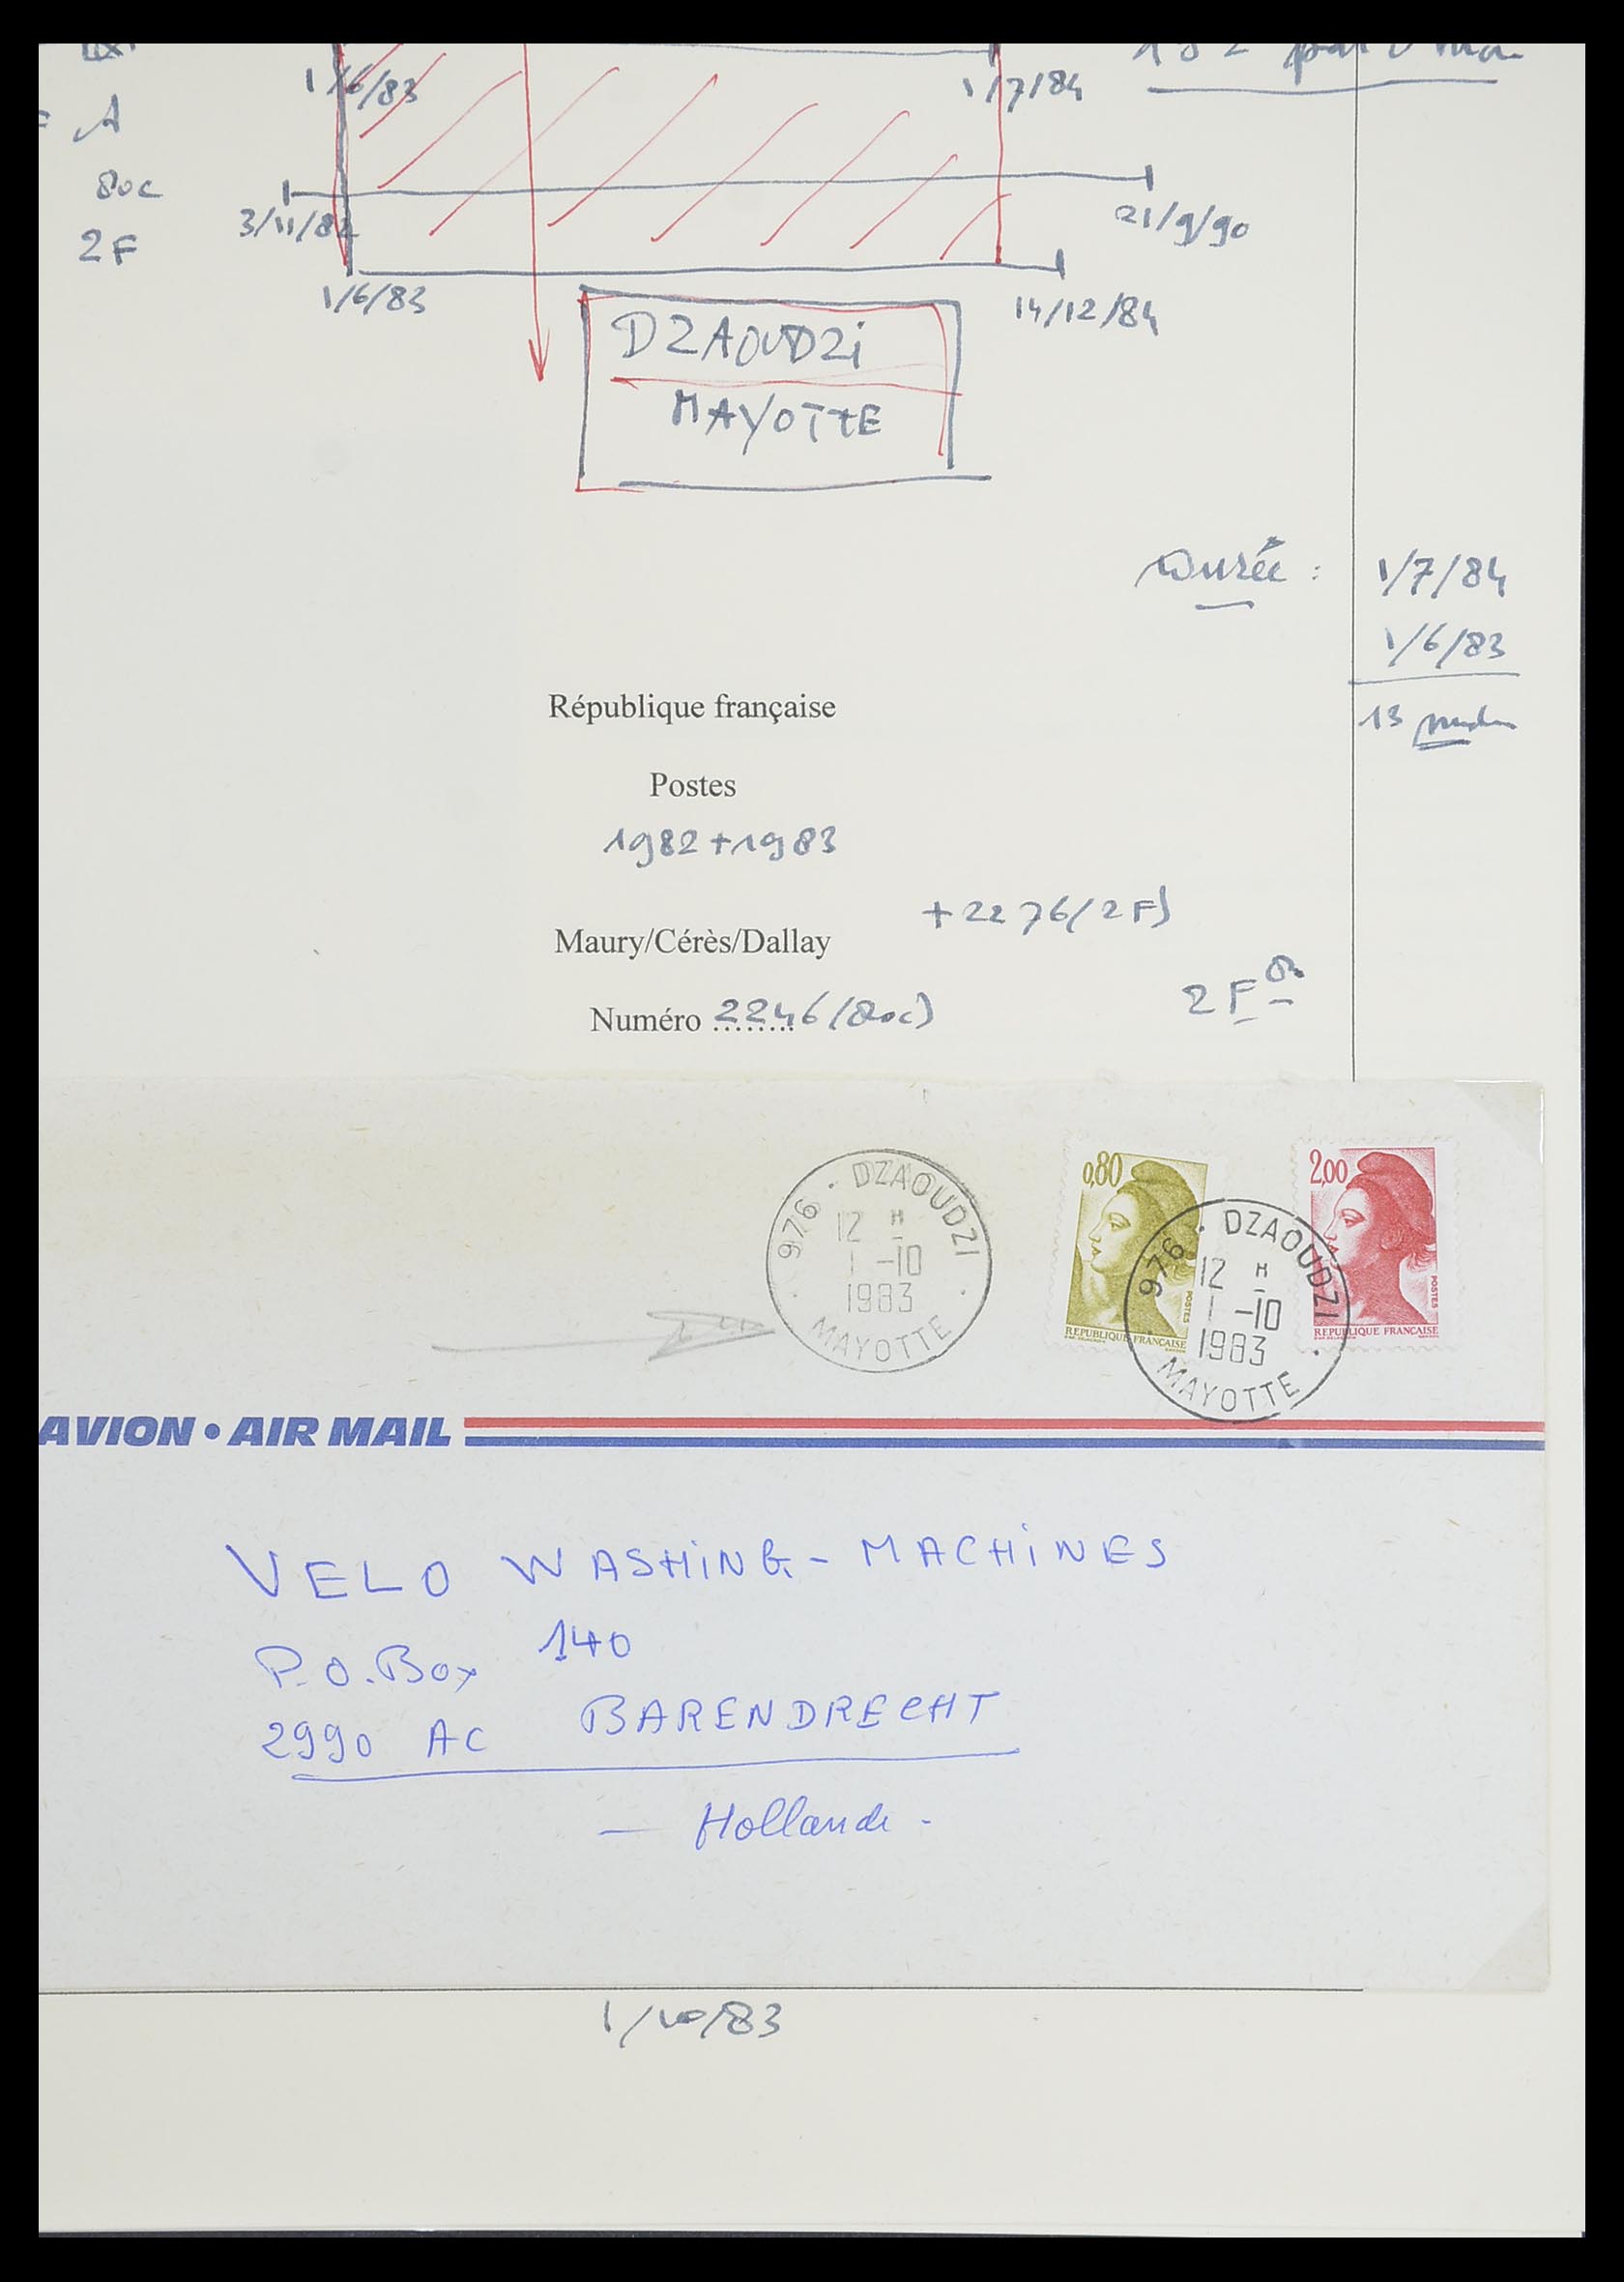 1/6/83
1/7/84
A
80c
3/11/82
21/9/90
2F
1/6/83
14/12/84
DZAOUDZI
MAYOTTE
Durée :
1/7/84
1/6/83
13
République française
Postes
1982 + 1983
+ 2276 (2F)
Maury/Cérès/Dallay
2F
Numéro ........ 2246 (80c)
976 · DZAOUDZI
12 H
1 -10
1983
MAYOTTE
0,80
POSTES
REPUBLIQUE FRANÇAISE
2,00
POSTES
REPUBLIQUE FRANÇAISE
976 · DZAOUDZI
12 H
1 -10
1983
MAYOTTE
AVION • AIR MAIL
VELO WASHING - MACHINES
P.O.Box 140
2990 AC BARENDRECHT
— Hollande -
1/10/83